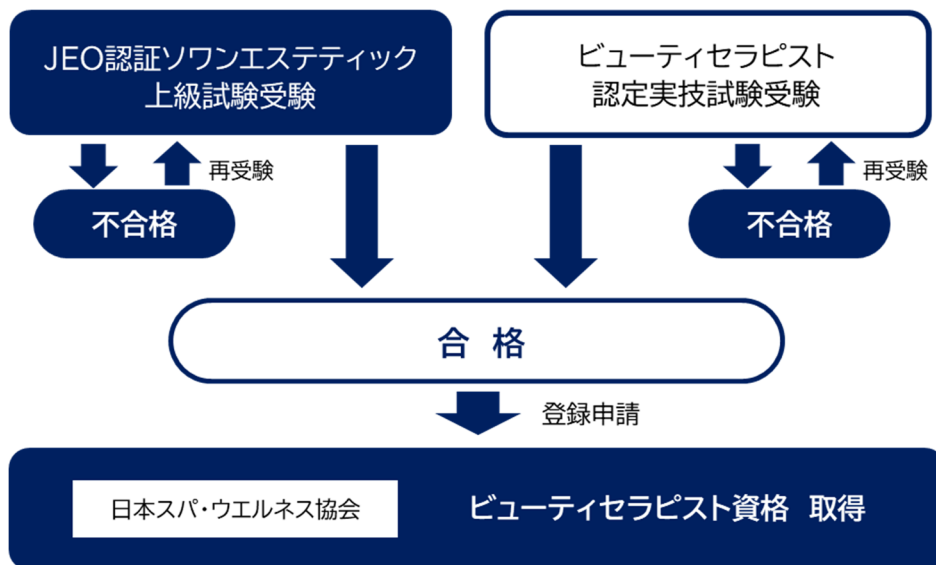 JEO認証ソワンエステティック
上級試験受験
ビューティセラピスト
認定実技試験受験
再受験
再受験
不合格
不合格
合 格
登録申請
日本スパ・ウエルネス協会
ビューティセラピスト資格 取得